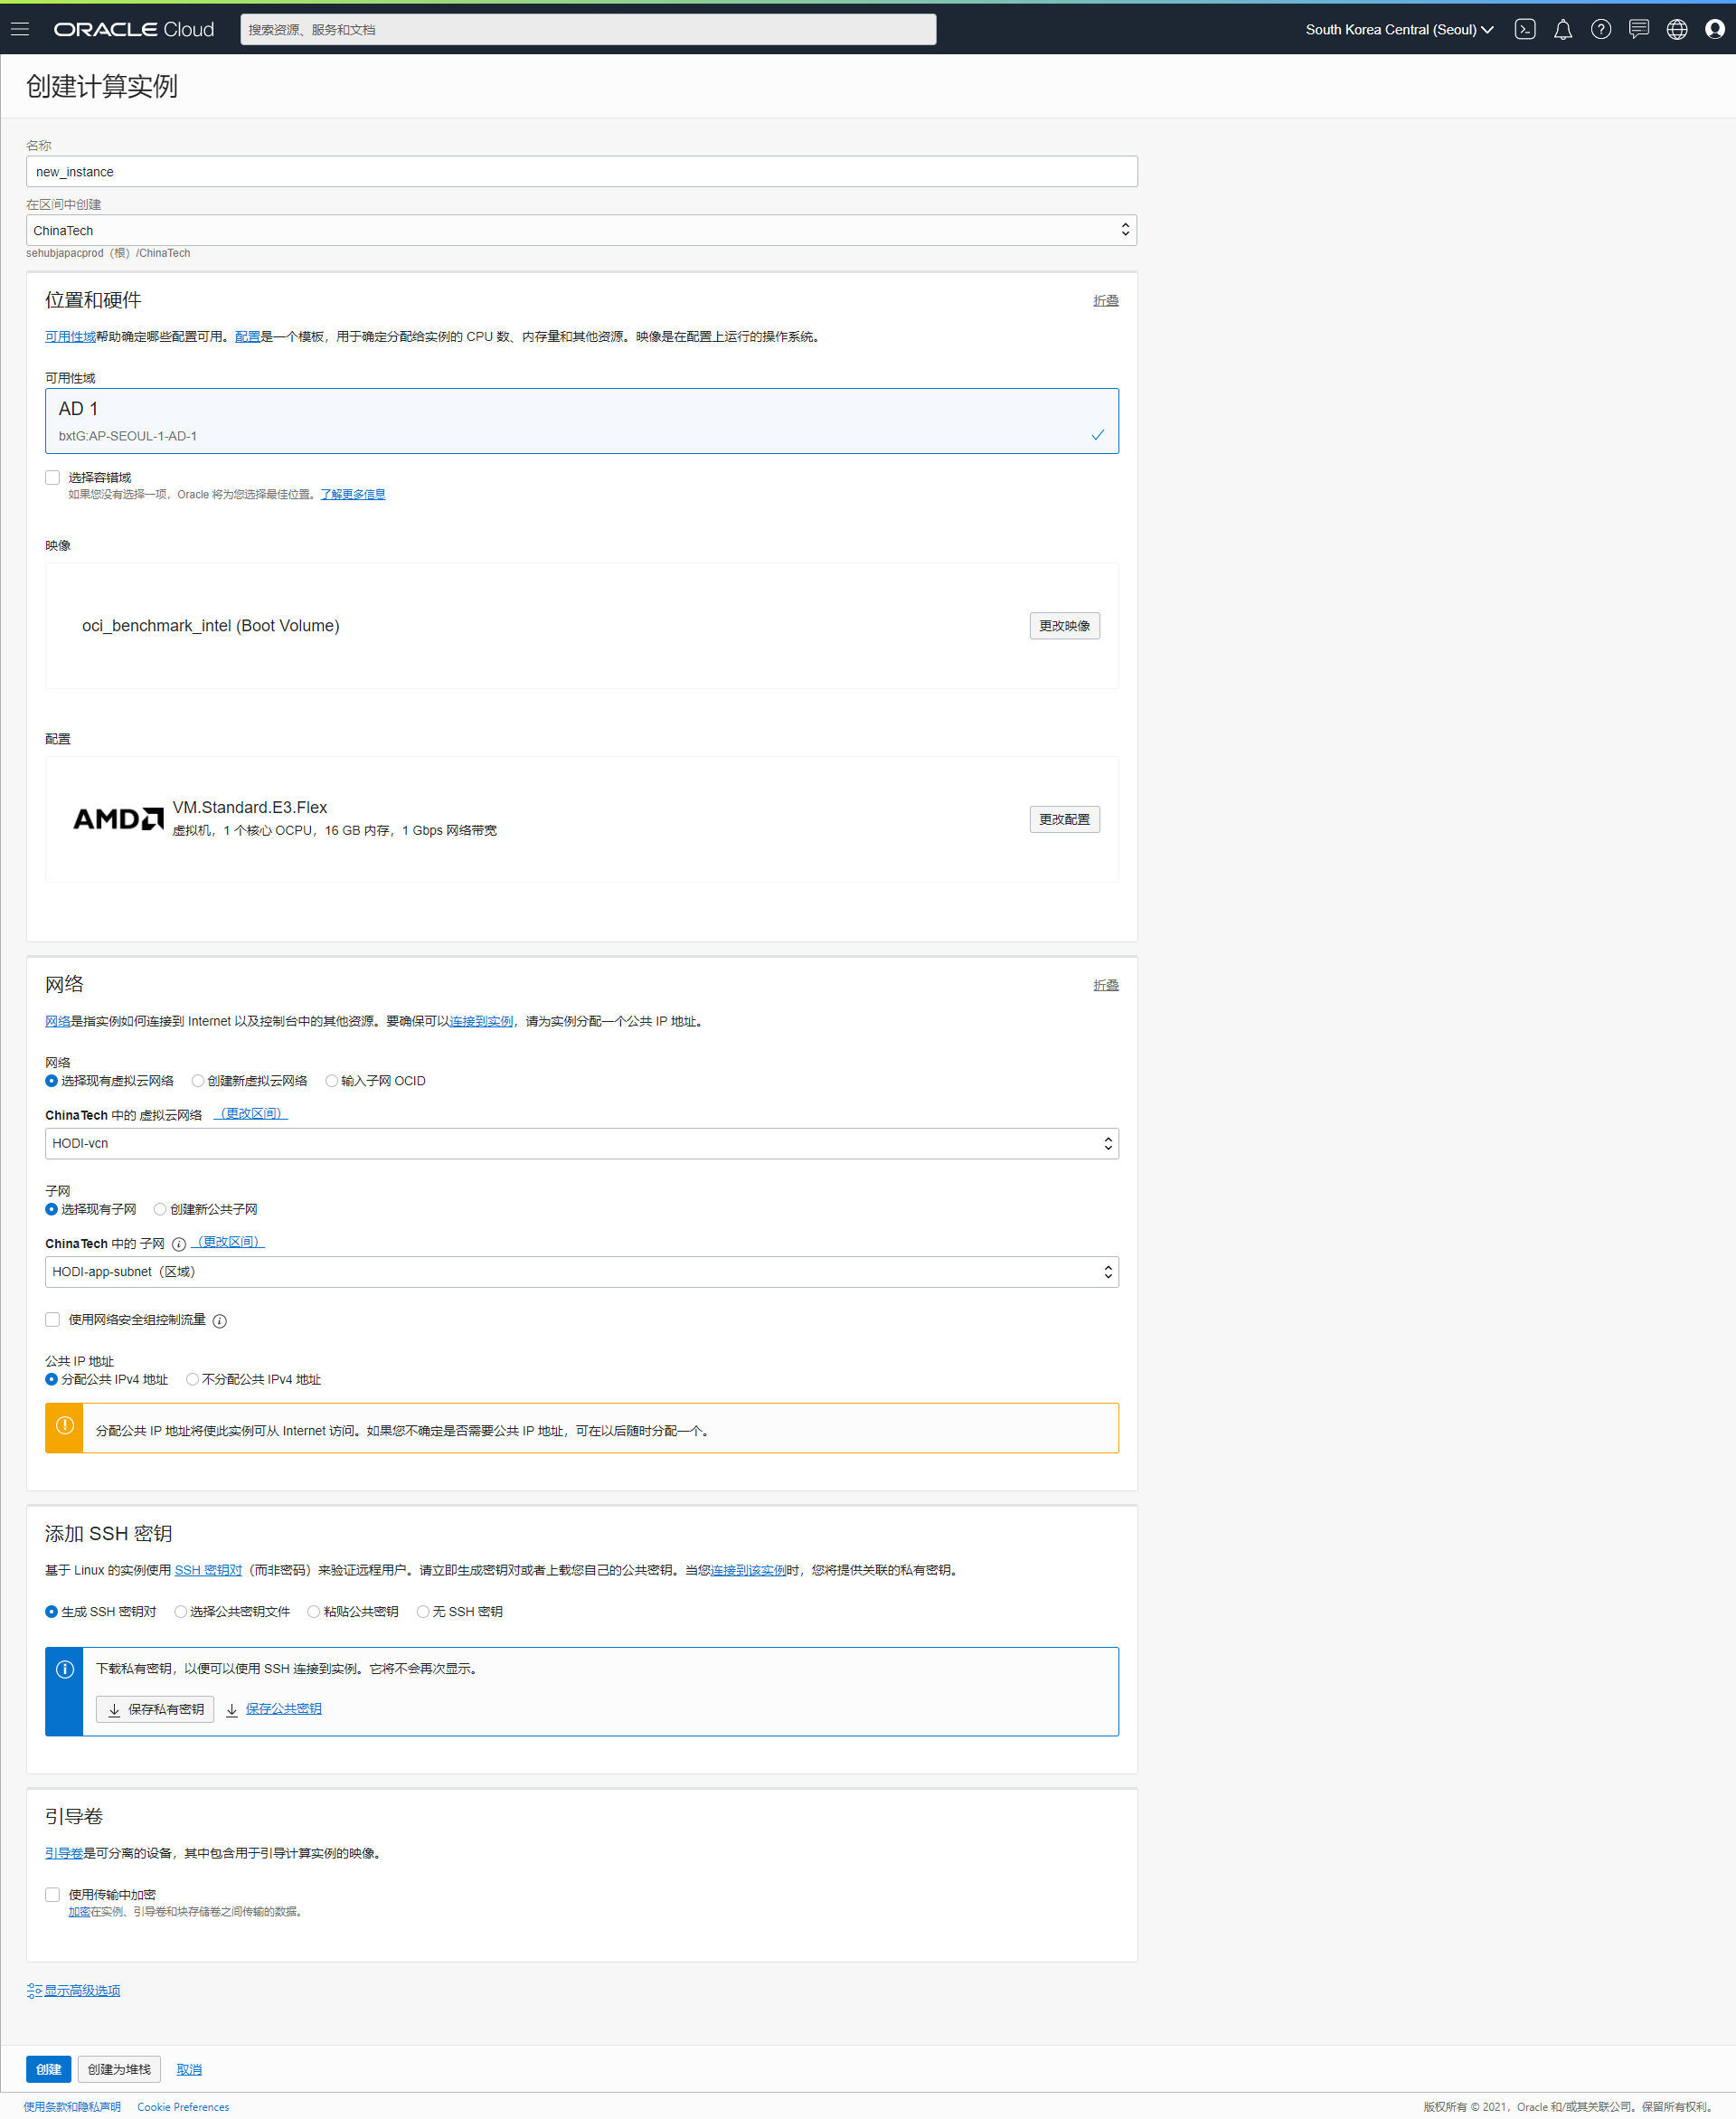 ORACLE Cloud
搜索资源、服务和文档
South Korea Central (Seoul)
创建计算实例
名称
new_instance
在区间中创建
ChinaTech
sehubjapacprod（根）/ChinaTech
位置和硬件
折叠
可用性域帮助确定哪些配置可用。配置是一个模板，用于确定分配给实例的 CPU 数、内存量和其他资源。映像是在配置上运行的操作系统。
可用性域
AD 1
bxtG:AP-SEOUL-1-AD-1
选择容错域
如果您没有选择一项，Oracle 将为您选择最佳位置。了解更多信息
映像
oci_benchmark_intel (Boot Volume)
更改映像
配置
AMD
VM.Standard.E3.Flex
虚拟机，1 个核心 OCPU，16 GB 内存，1 Gbps 网络带宽
更改配置
网络
折叠
网络是指实例如何连接到 Internet 以及控制台中的其他资源。要确保可以连接到实例，请为实例分配一个公共 IP 地址。
网络
选择现有虚拟云网络 创建新虚拟云网络 输入子网 OCID
ChinaTech 中的 虚拟云网络 （更改区间）
HODI-vcn
子网
选择现有子网 创建新公共子网
ChinaTech 中的 子网 （更改区间）
HODI-app-subnet（区域）
使用网络安全组控制流量
公共 IP 地址
分配公共 IPv4 地址 不分配公共 IPv4 地址
分配公共 IP 地址将使此实例可从 Internet 访问。如果您不确定是否需要公共 IP 地址，可在以后随时分配一个。
添加 SSH 密钥
基于 Linux 的实例使用 SSH 密钥对（而非密码）来验证远程用户。请立即生成密钥对或者上载您自己的公共密钥。当您连接到该实例时，您将提供关联的私有密钥。
生成 SSH 密钥对 选择公共密钥文件 粘贴公共密钥 无 SSH 密钥
下载私有密钥，以便可以使用 SSH 连接到实例。它将不会再次显示。
保存私有密钥 保存公共密钥
引导卷
引导卷是可分离的设备，其中包含用于引导计算实例的映像。
使用传输中加密
加密在实例、引导卷和块存储卷之间传输的数据。
显示高级选项
创建 创建为堆栈 取消
使用条款和隐私声明 Cookie Preferences
版权所有 © 2021，Oracle 和/或其关联公司。保留所有权利。